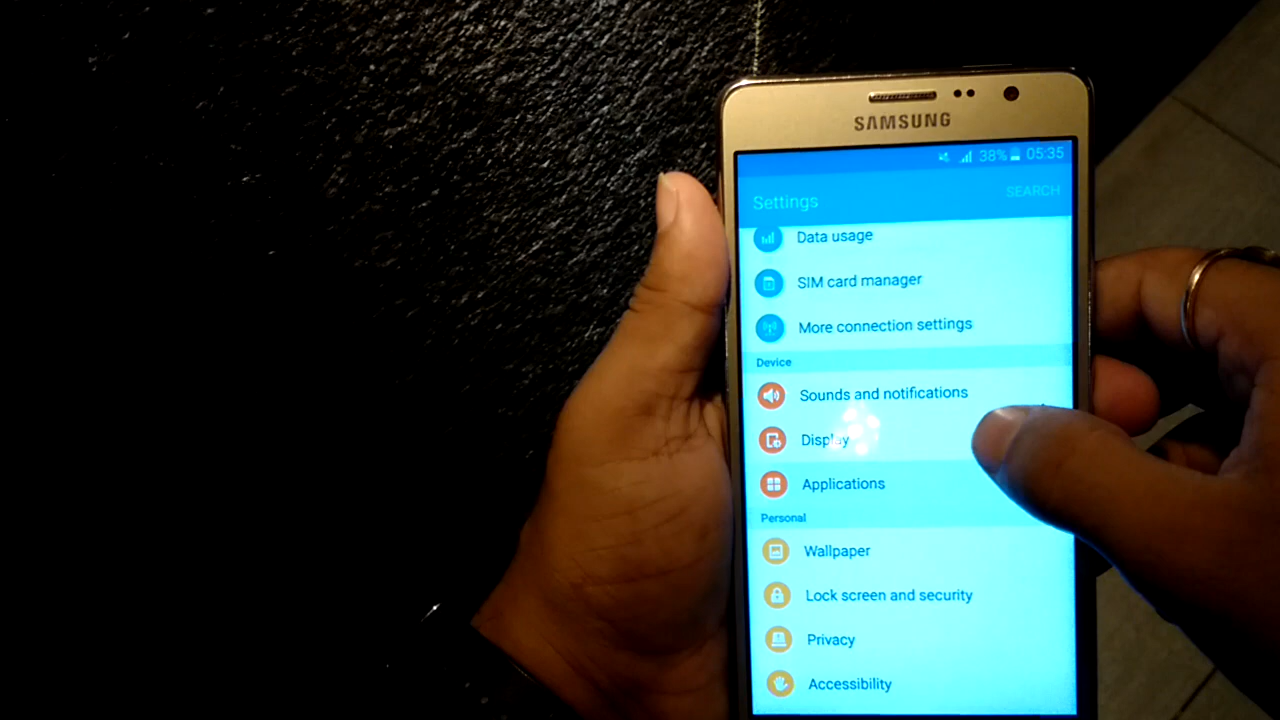 SAMSUNG
38% 05:35
Settings SEARCH
Data usage
SIM card manager
More connection settings
Device
Sounds and notifications
Display
Applications
Personal
Wallpaper
Lock screen and security
Privacy
Accessibility